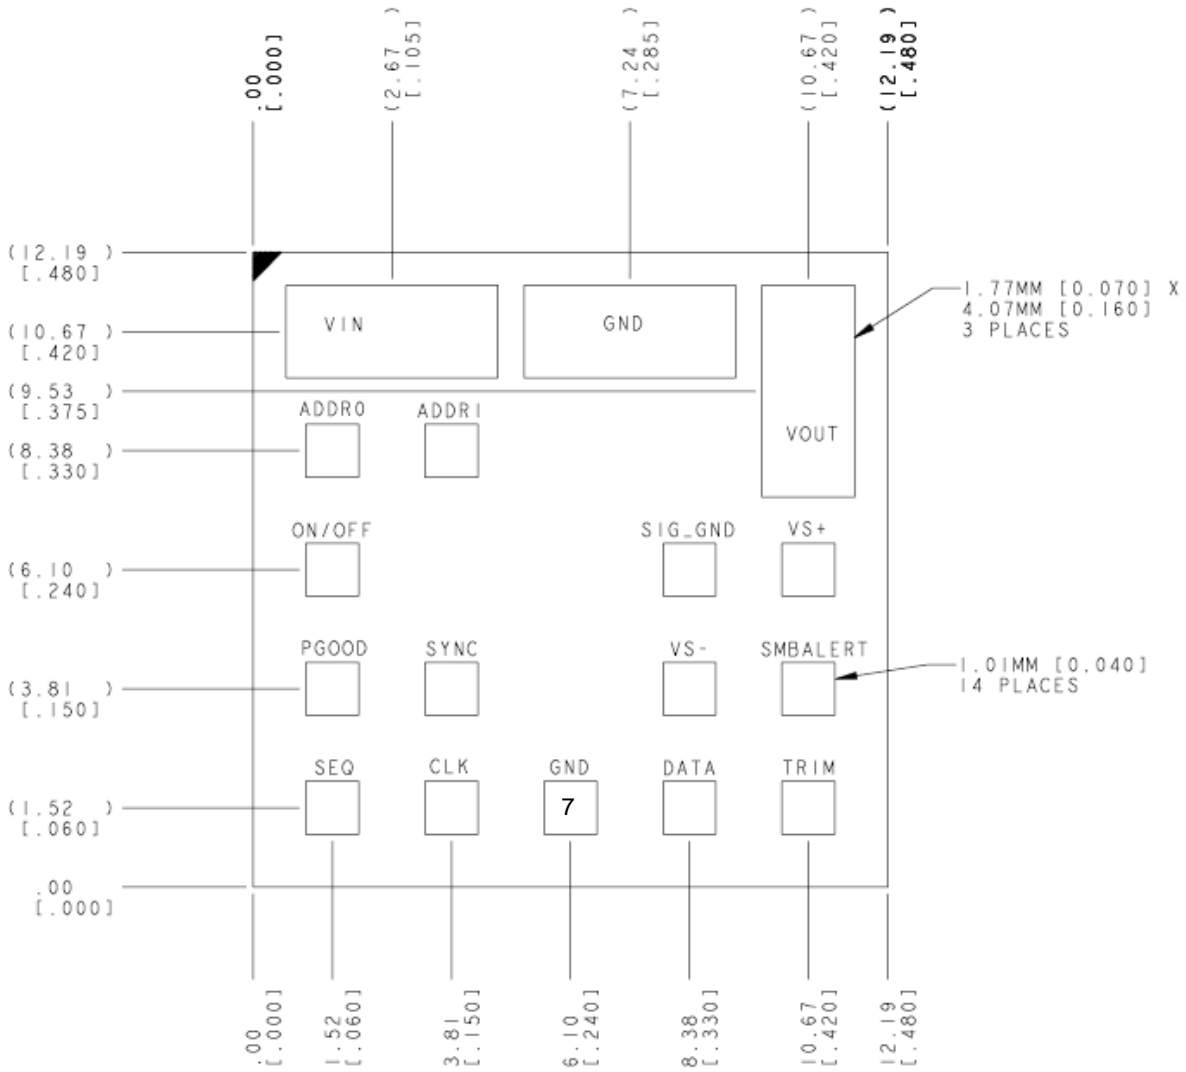 .00
[.000]
(2.67 )
[.105]
(7.24 )
[.285]
(10.67 )
[.420]
(12.19 )
[.480]
(12.19 )
[.480]
(10.67 )
[.420]
(9.53 )
[.375]
(8.38 )
[.330]
(6.10 )
[.240]
(3.81 )
[.150]
(1.52 )
[.060]
.00
[.000]
VIN
GND
VOUT
1.77MM [0.070] X
4.07MM [0.160]
3 PLACES
ADDR0
ADDR1
ON/OFF
SIG_GND
VS+
PGOOD
SYNC
VS-
SMBALERT
1.01MM [0.040]
14 PLACES
SEQ
CLK
GND
DATA
TRIM
7
.00
[.000]
1.52
[.060]
3.81
[.150]
6.10
[.240]
8.38
[.330]
10.67
[.420]
12.19
[.480]